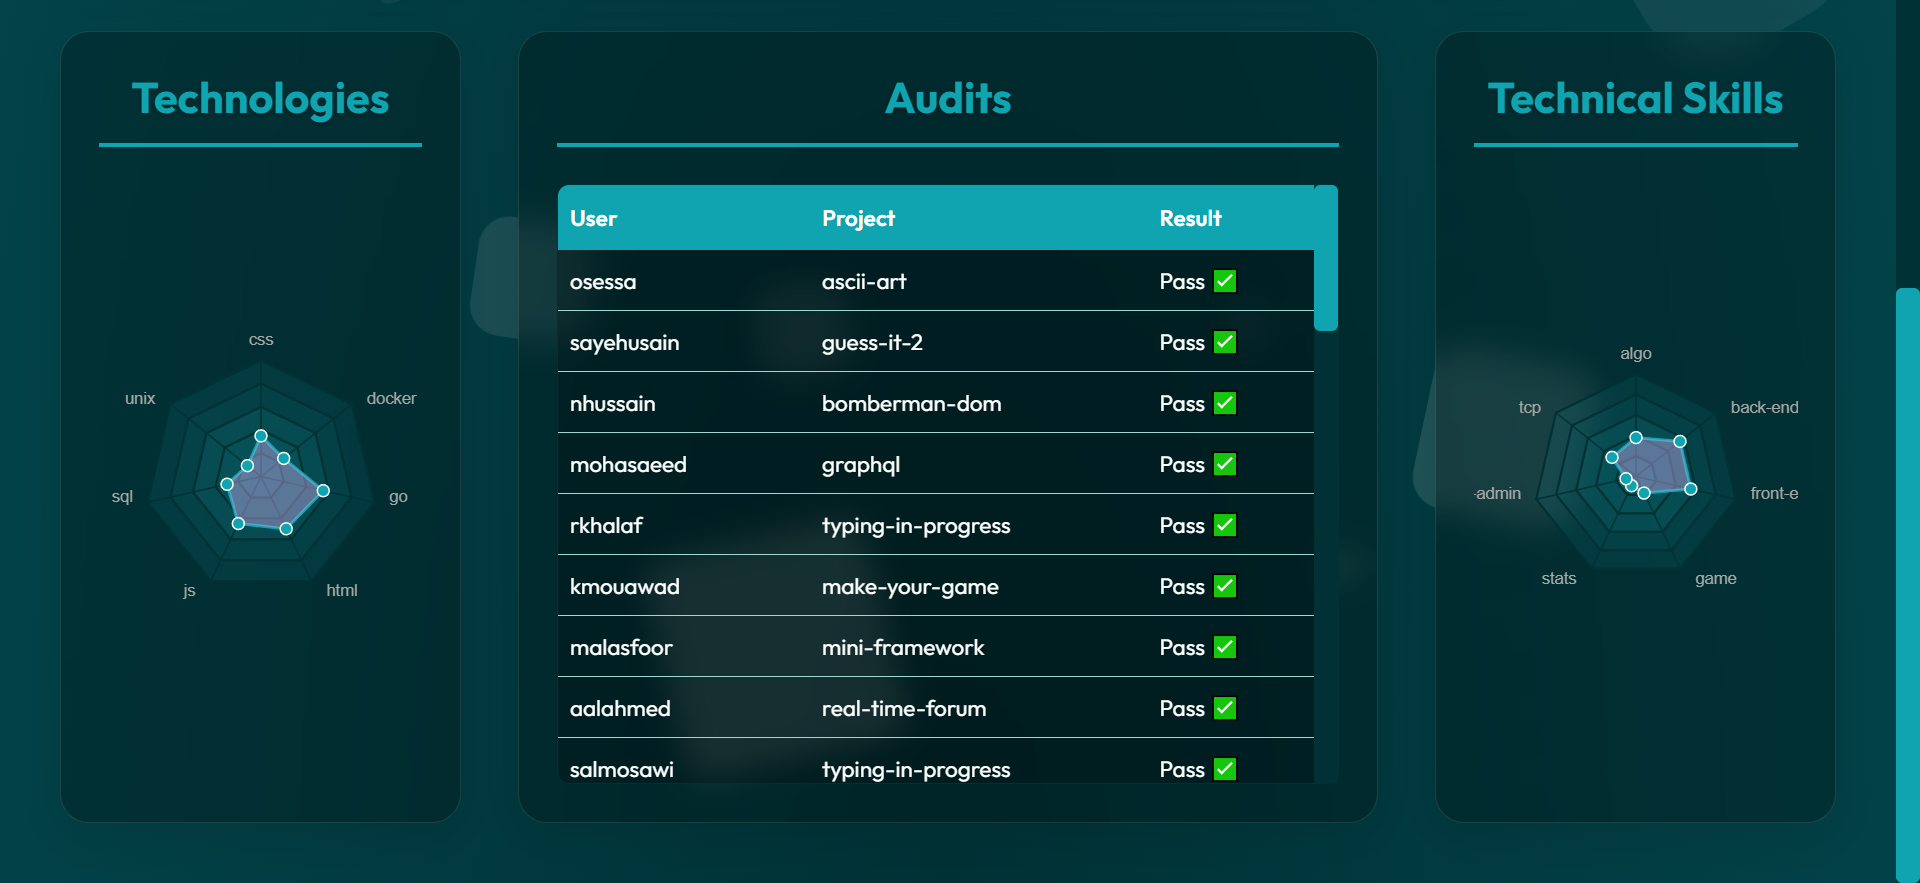 Technologies
css
unix
docker
sql
go
js
html
Audits
User Project Result
osessa ascii-art Pass ✅
sayehusain guess-it-2 Pass ✅
nhussain bomberman-dom Pass ✅
mohasaeed graphql Pass ✅
rkhalaf typing-in-progress Pass ✅
kmouawad make-your-game Pass ✅
malasfoor mini-framework Pass ✅
aalahmed real-time-forum Pass ✅
salmosawi typing-in-progress Pass ✅
Technical Skills
algo
tcp
back-end
-admin
front-e
stats
game